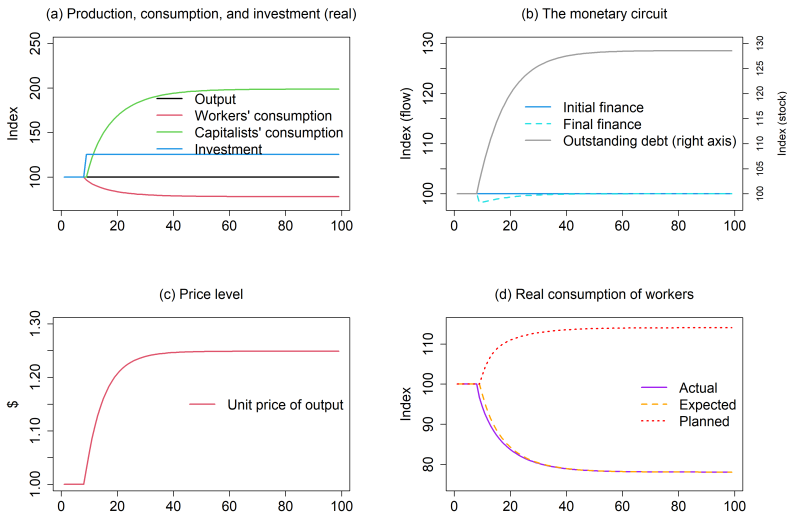 (a) Production, consumption, and investment (real)
Index
250
200
150
100
Output
Workers' consumption
Capitalists' consumption
Investment
0 20 40 60 80 100
(b) The monetary circuit
Index (flow)
130
120
110
100
Initial finance
Final finance
Outstanding debt (right axis)
130
125
120
115
110
105
100
Index (stock)
0 20 40 60 80 100
(c) Price level
$
1.30
1.20
1.10
1.00
Unit price of output
0 20 40 60 80 100
(d) Real consumption of workers
Index
110
100
90
80
Actual
Expected
Planned
0 20 40 60 80 100